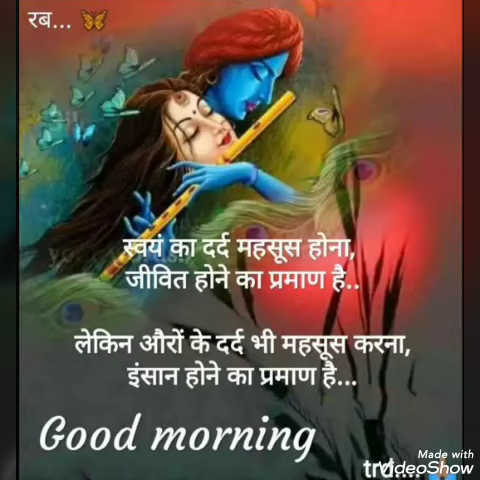 रब... 🦋
स्वयं का दर्द महसूस होना,
जीवित होने का प्रमाण है..
लेकिन औरों के दर्द भी महसूस करना,
इंसान होने का प्रमाण है...
Good morning
Made with
VideoShow